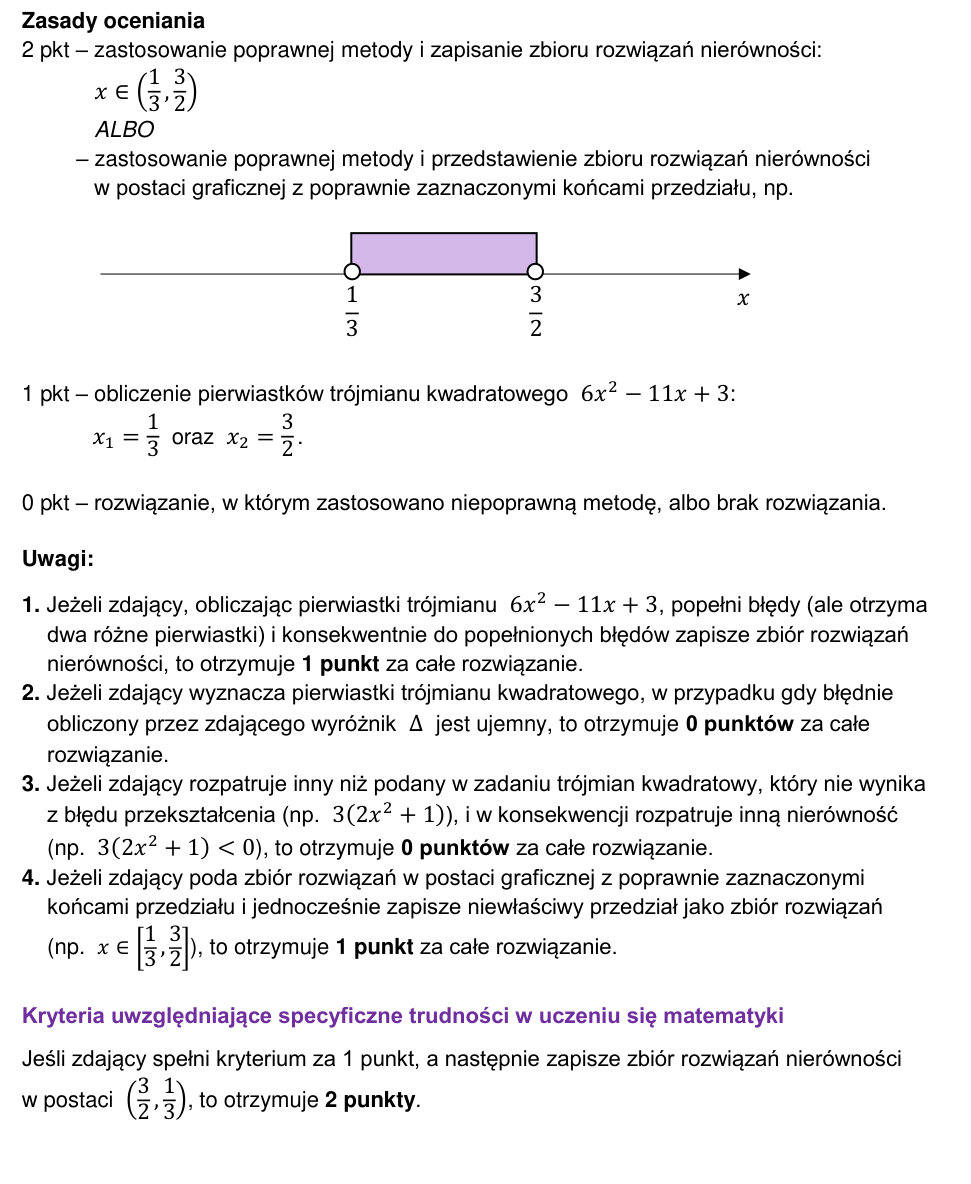 Zasady oceniania
2 pkt – zastosowanie poprawnej metody i zapisanie zbioru rozwiązań nierówności:
x ∈ (1/3, 3/2)
ALBO
– zastosowanie poprawnej metody i przedstawienie zbioru rozwiązań nierówności
w postaci graficznej z poprawnie zaznaczonymi końcami przedziału, np.
1/3 3/2 x
1 pkt – obliczenie pierwiastków trójmianu kwadratowego 6x² − 11x + 3:
x₁ = 1/3 oraz x₂ = 3/2.
0 pkt – rozwiązanie, w którym zastosowano niepoprawną metodę, albo brak rozwiązania.
Uwagi:
1. Jeżeli zdający, obliczając pierwiastki trójmianu 6x² − 11x + 3, popełni błędy (ale otrzyma
dwa różne pierwiastki) i konsekwentnie do popełnionych błędów zapisze zbiór rozwiązań
nierówności, to otrzymuje 1 punkt za całe rozwiązanie.
2. Jeżeli zdający wyznacza pierwiastki trójmianu kwadratowego, w przypadku gdy błędnie
obliczony przez zdającego wyróżnik Δ jest ujemny, to otrzymuje 0 punktów za całe
rozwiązanie.
3. Jeżeli zdający rozpatruje inny niż podany w zadaniu trójmian kwadratowy, który nie wynika
z błędu przekształcenia (np. 3(2x² + 1)), i w konsekwencji rozpatruje inną nierówność
(np. 3(2x² + 1) < 0), to otrzymuje 0 punktów za całe rozwiązanie.
4. Jeżeli zdający poda zbiór rozwiązań w postaci graficznej z poprawnie zaznaczonymi
końcami przedziału i jednocześnie zapisze niewłaściwy przedział jako zbiór rozwiązań
(np. x ∈ [1/3, 3/2]), to otrzymuje 1 punkt za całe rozwiązanie.
Kryteria uwzględniające specyficzne trudności w uczeniu się matematyki
Jeśli zdający spełni kryterium za 1 punkt, a następnie zapisze zbiór rozwiązań nierówności
w postaci (3/2, 1/3), to otrzymuje 2 punkty.